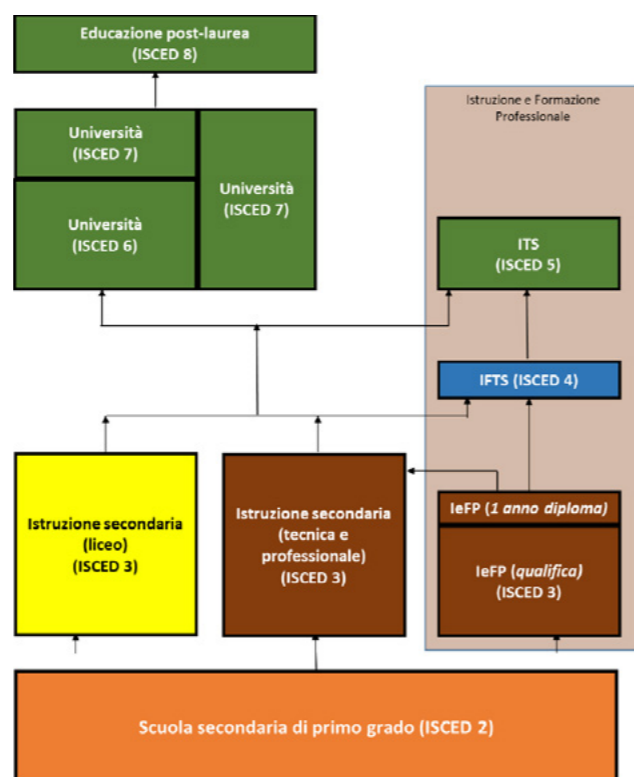 Educazione post-laurea
(ISCED 8)
Istruzione e Formazione
Professionale
Università
(ISCED 7)
Università
(ISCED 7)
Università
(ISCED 6)
ITS
(ISCED 5)
IFTS (ISCED 4)
Istruzione secondaria
(liceo)
(ISCED 3)
Istruzione secondaria
(tecnica e
professionale)
(ISCED 3)
IeFP (1 anno diploma)
IeFP (qualifica)
(ISCED 3)
Scuola secondaria di primo grado (ISCED 2)